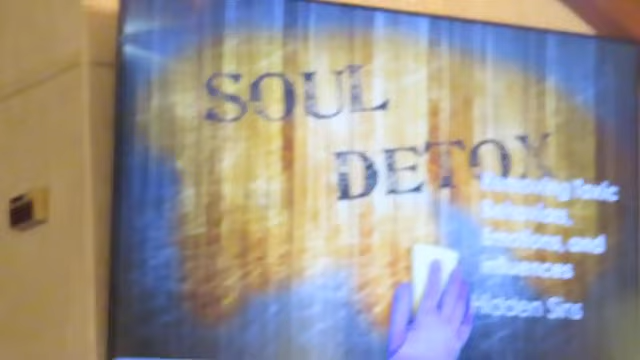 SOUL
DETOX
Removing Toxic
Behaviors,
Emotions, and
Influences
Hidden Sins